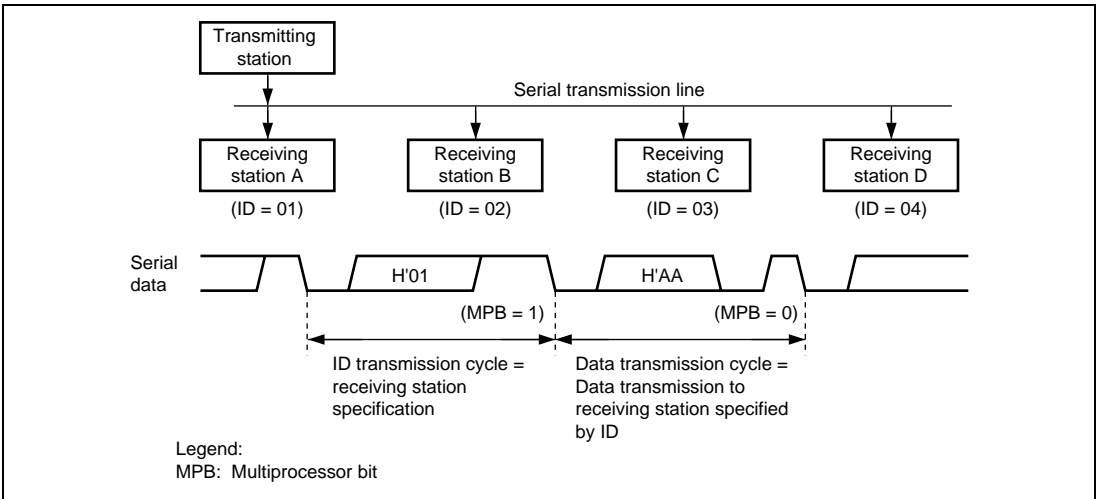 Transmitting
station
Serial transmission line
Receiving
station A
Receiving
station B
Receiving
station C
Receiving
station D
(ID = 01)
(ID = 02)
(ID = 03)
(ID = 04)
Serial
data
H'01
H'AA
(MPB = 1)
(MPB = 0)
ID transmission cycle =
receiving station
specification
Data transmission cycle =
Data transmission to
receiving station specified
by ID
Legend:
MPB: Multiprocessor bit